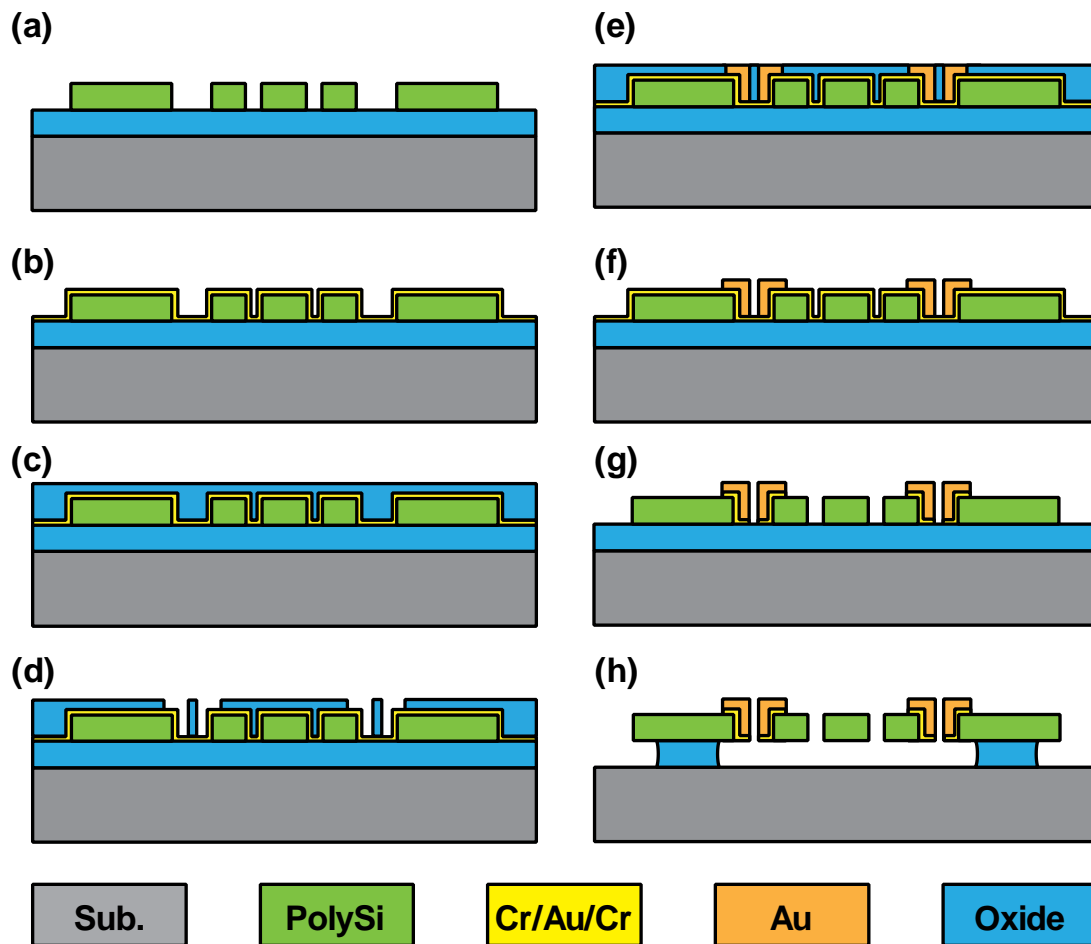 (a)
(b)
(c)
(d)
(e)
(f)
(g)
(h)
Sub. PolySi Cr/Au/Cr Au Oxide